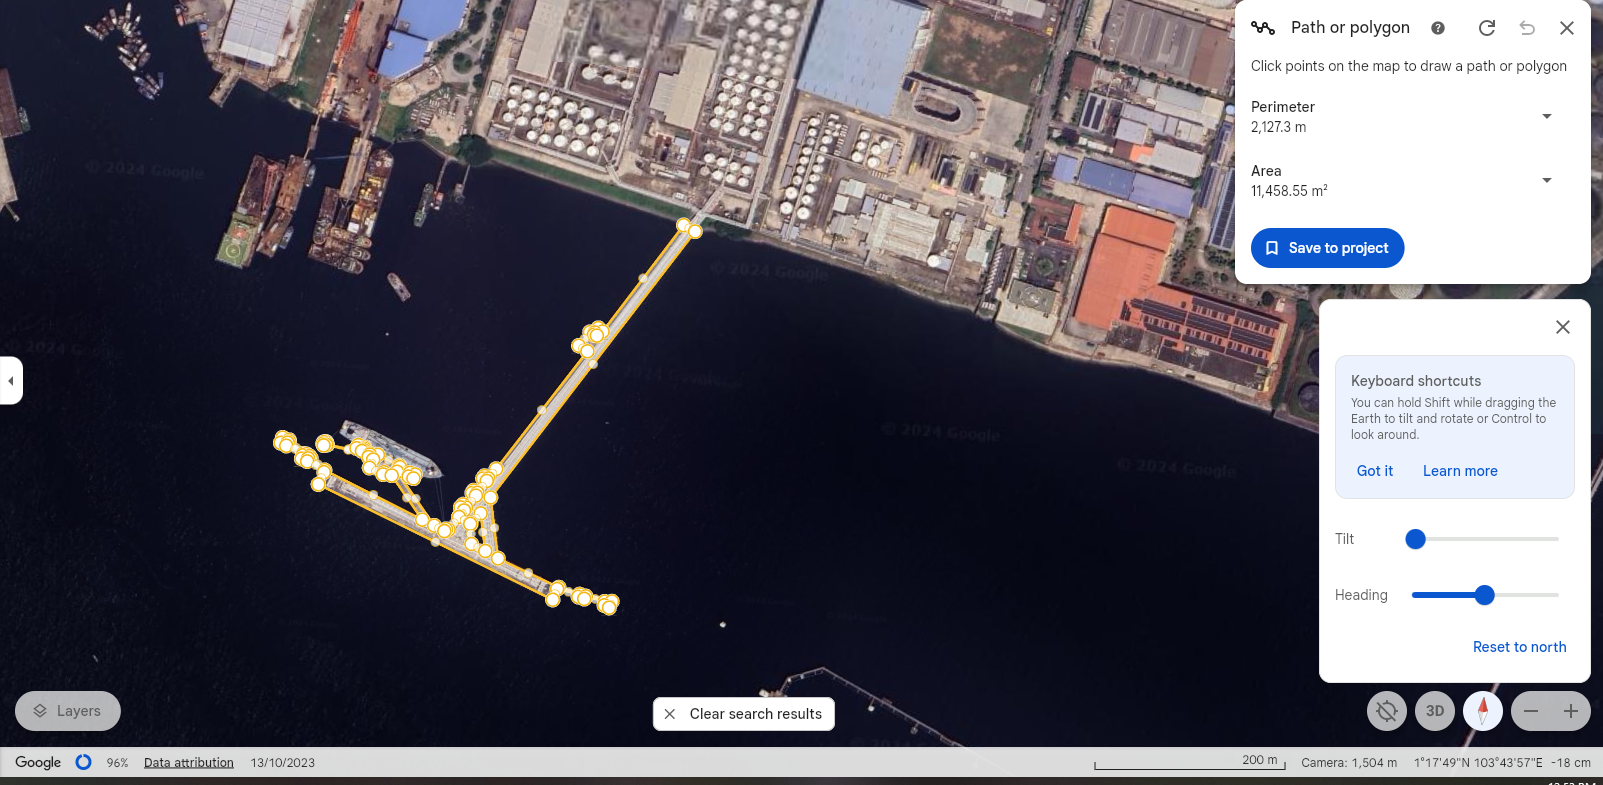 Path or polygon
Click points on the map to draw a path or polygon
Perimeter
2,127.3 m
Area
11,458.55 m²
Save to project
© 2024 Google
© 2024 Google
© 2024 Google
© 2024 Google
Keyboard shortcuts
You can hold Shift while dragging the
Earth to tilt and rotate or Control to
look around.
Got it Learn more
Tilt
Heading
Reset to north
Layers
Clear search results
3D
Google 96% Data attribution 13/10/2023 200 m Camera: 1,504 m 1°17'49"N 103°43'57"E -18 cm